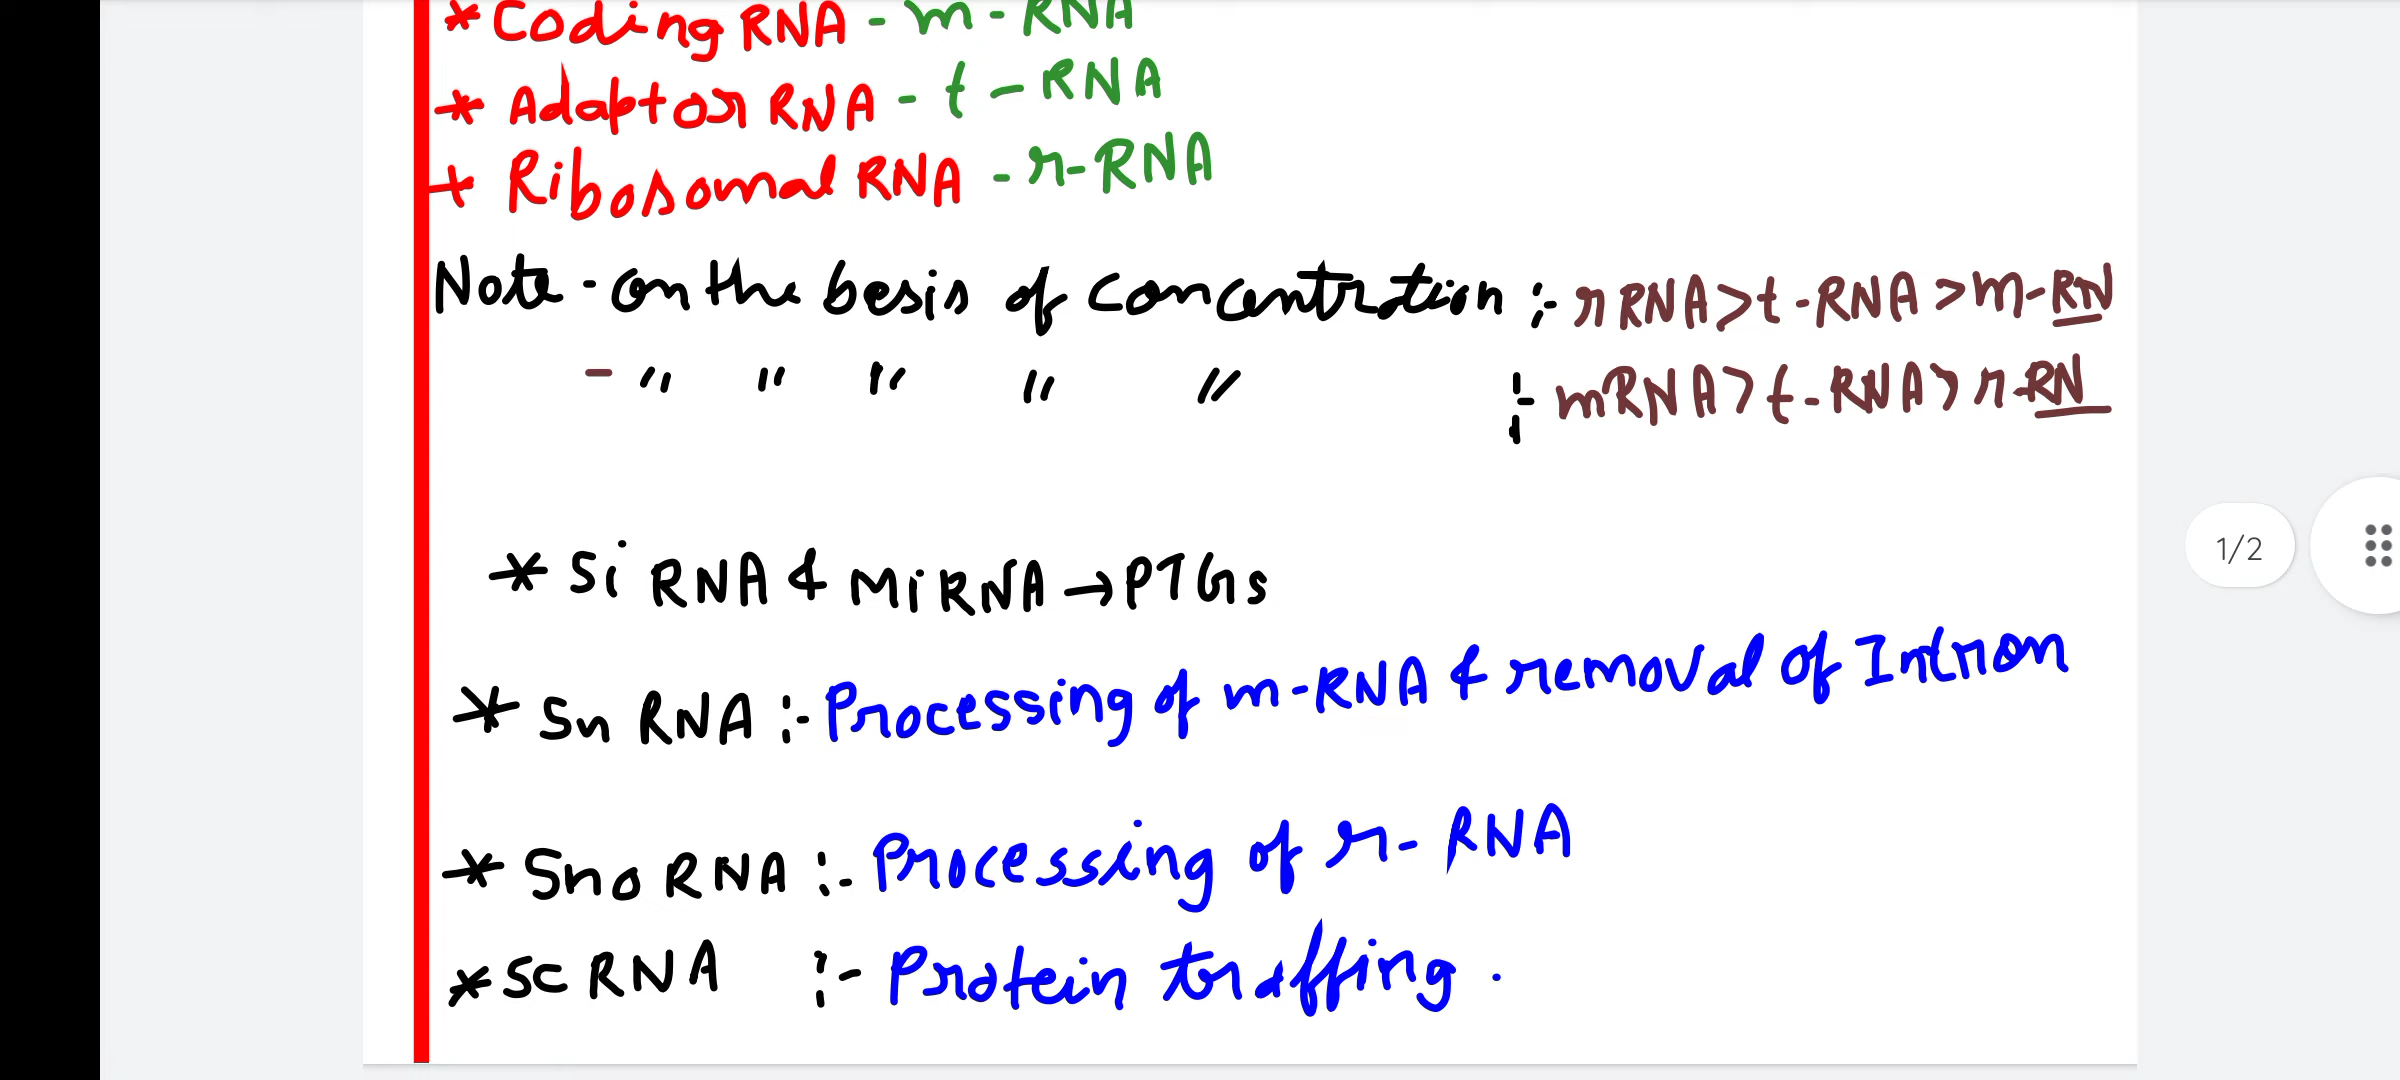 * Coding RNA - m - RNA
* Adaptor RNA - t - RNA
+ Ribosomal RNA - r-RNA
Note - on the besis of concentration :- rRNA>t-RNA>m-RN
- " " " " " :- mRNA>t-RNA>r-RN
* Si RNA & MiRNA → PTGs
* Sn RNA :- Processing of m-RNA & removal of Intron
* Sno RNA :- Processing of r-RNA
* SC RNA :- Protein traffing .
1/2